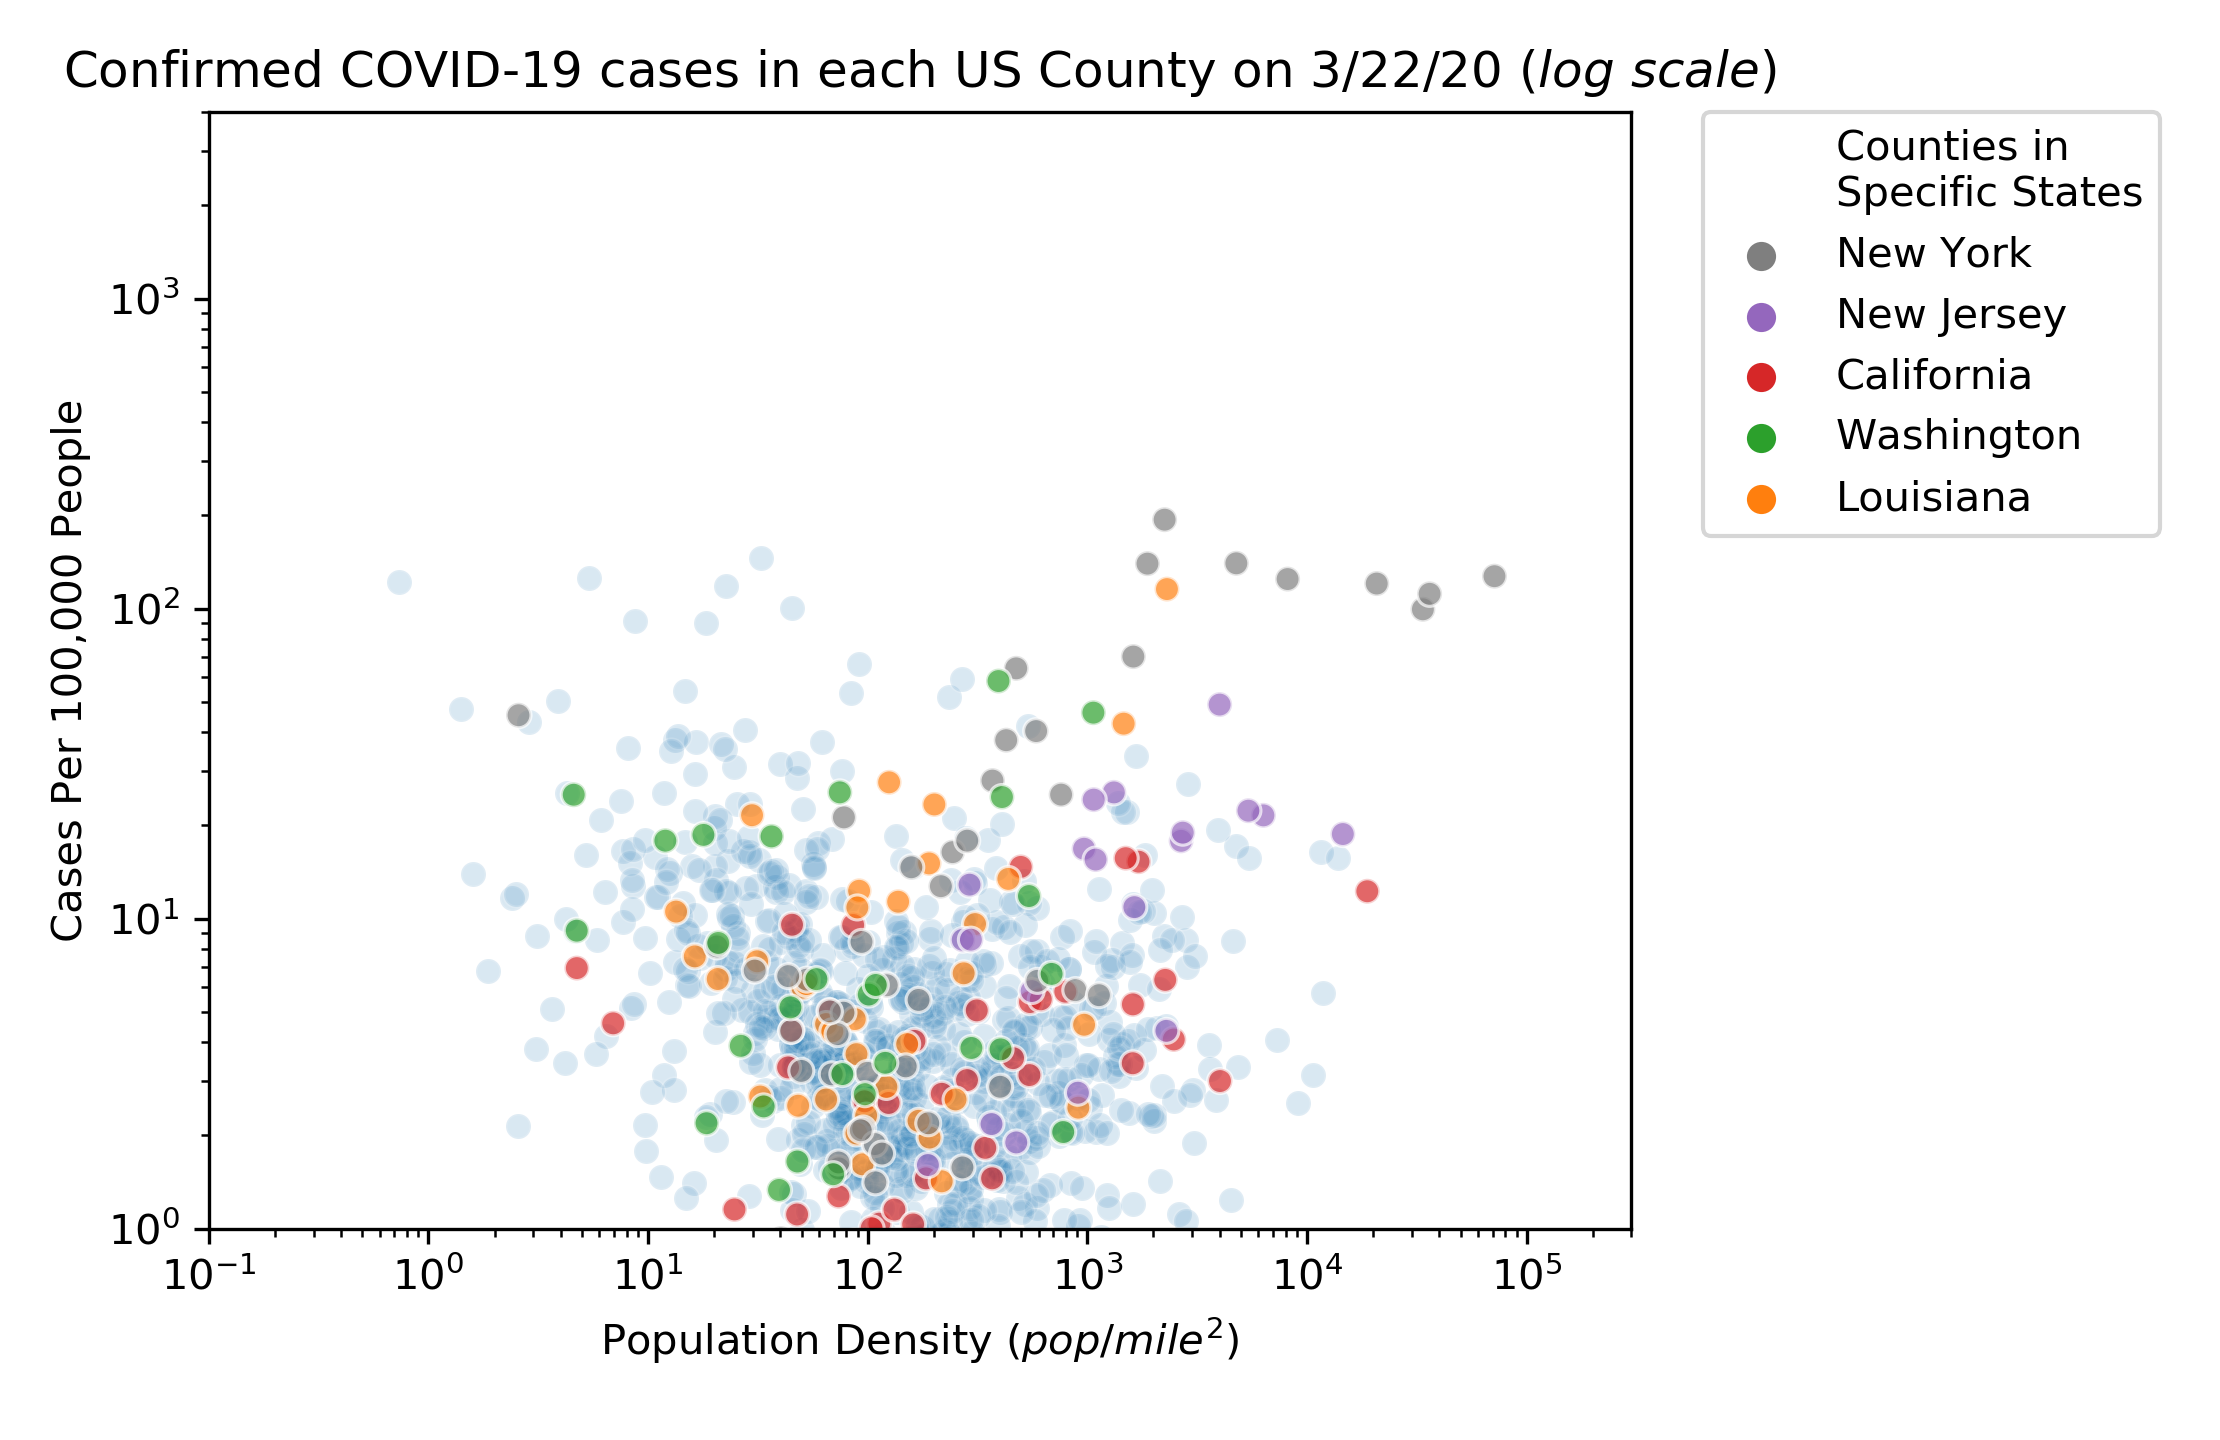 Confirmed COVID-19 cases in each US County on 3/22/20 (log scale)
Counties in
Specific States
New York
New Jersey
California
Washington
Louisiana
Cases Per 100,000 People
10³
10²
10¹
10⁰
10⁻¹ 10⁰ 10¹ 10² 10³ 10⁴ 10⁵
Population Density (pop/mile²)